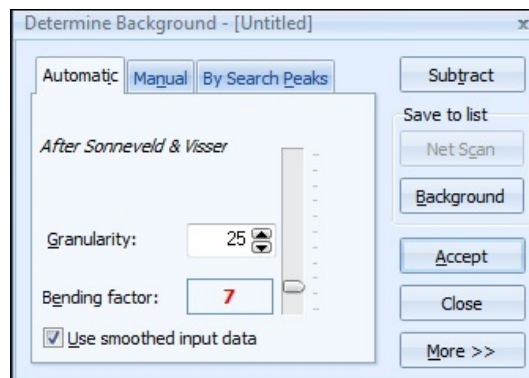 Determine Background - [Untitled] x
Automatic Manual By Search Peaks
Subtract
Save to list
After Sonneveld & Visser
Net Scan
Background
Granularity: 25
Accept
Bending factor: 7
Close
Use smoothed input data
More >>